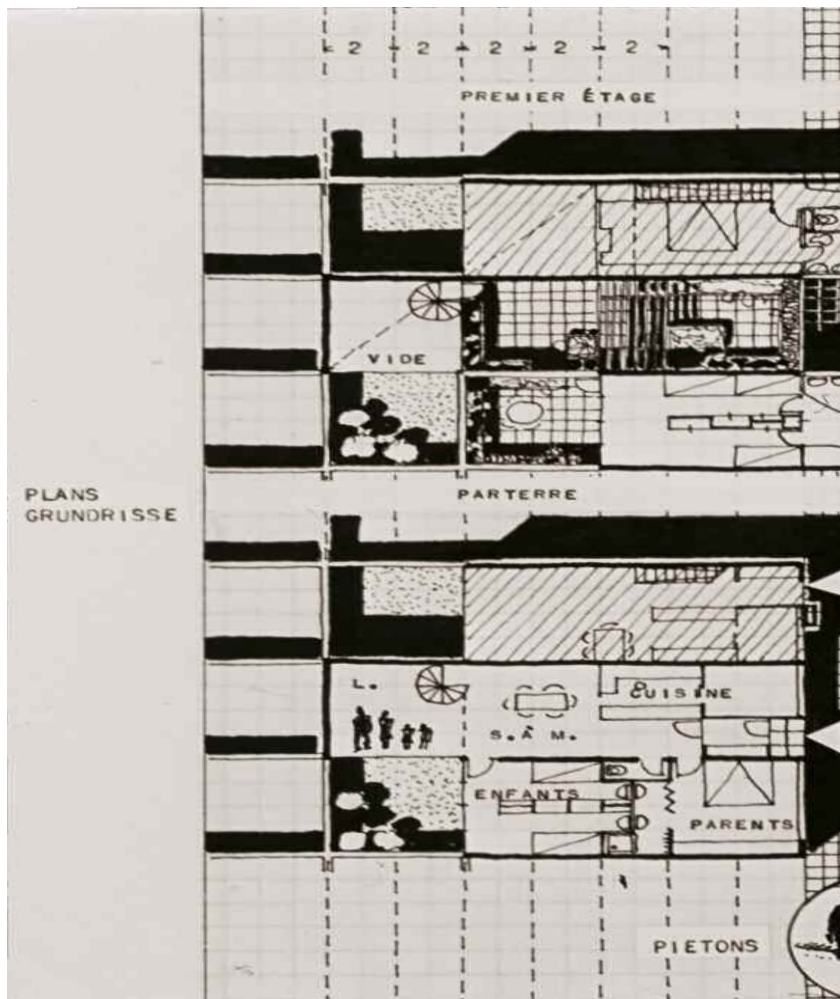 2 2 2 2 2
PREMIER ÉTAGE
VIDE
PLANS
GRUNDRISSE
PARTERRE
L.
CUISINE
S. À M.
ENFANTS
PARENTS
PIETONS